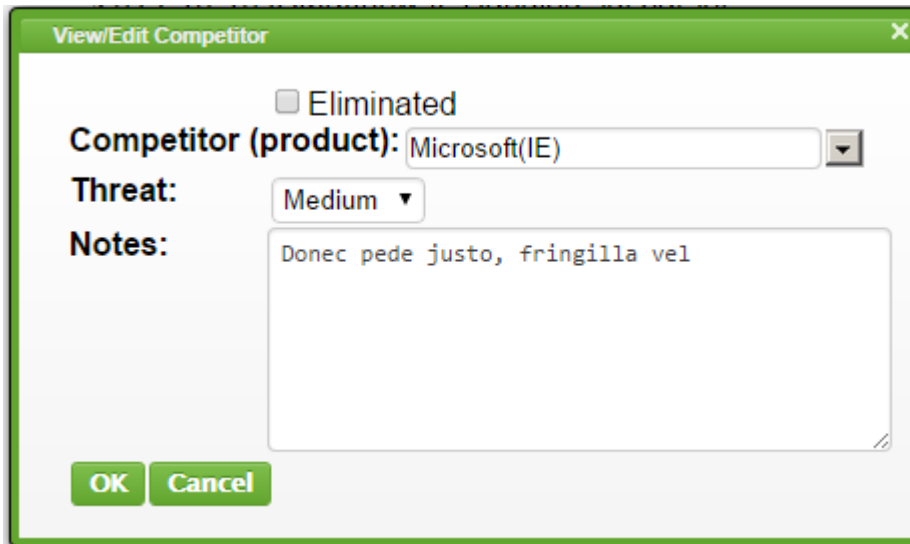 View/Edit Competitor
Eliminated
Competitor (product): Microsoft(IE)
Threat: Medium
Notes: Donec pede justo, fringilla vel
OK Cancel